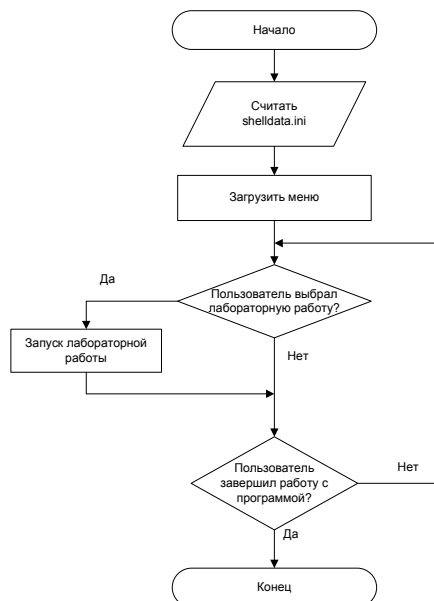 Начало
Считать
shelldata.ini
Загрузить меню
Да
Пользователь выбрал
лабораторную работу?
Запуск лабораторной
работы
Нет
Пользователь
завершил работу с
программой?
Нет
Да
Конец